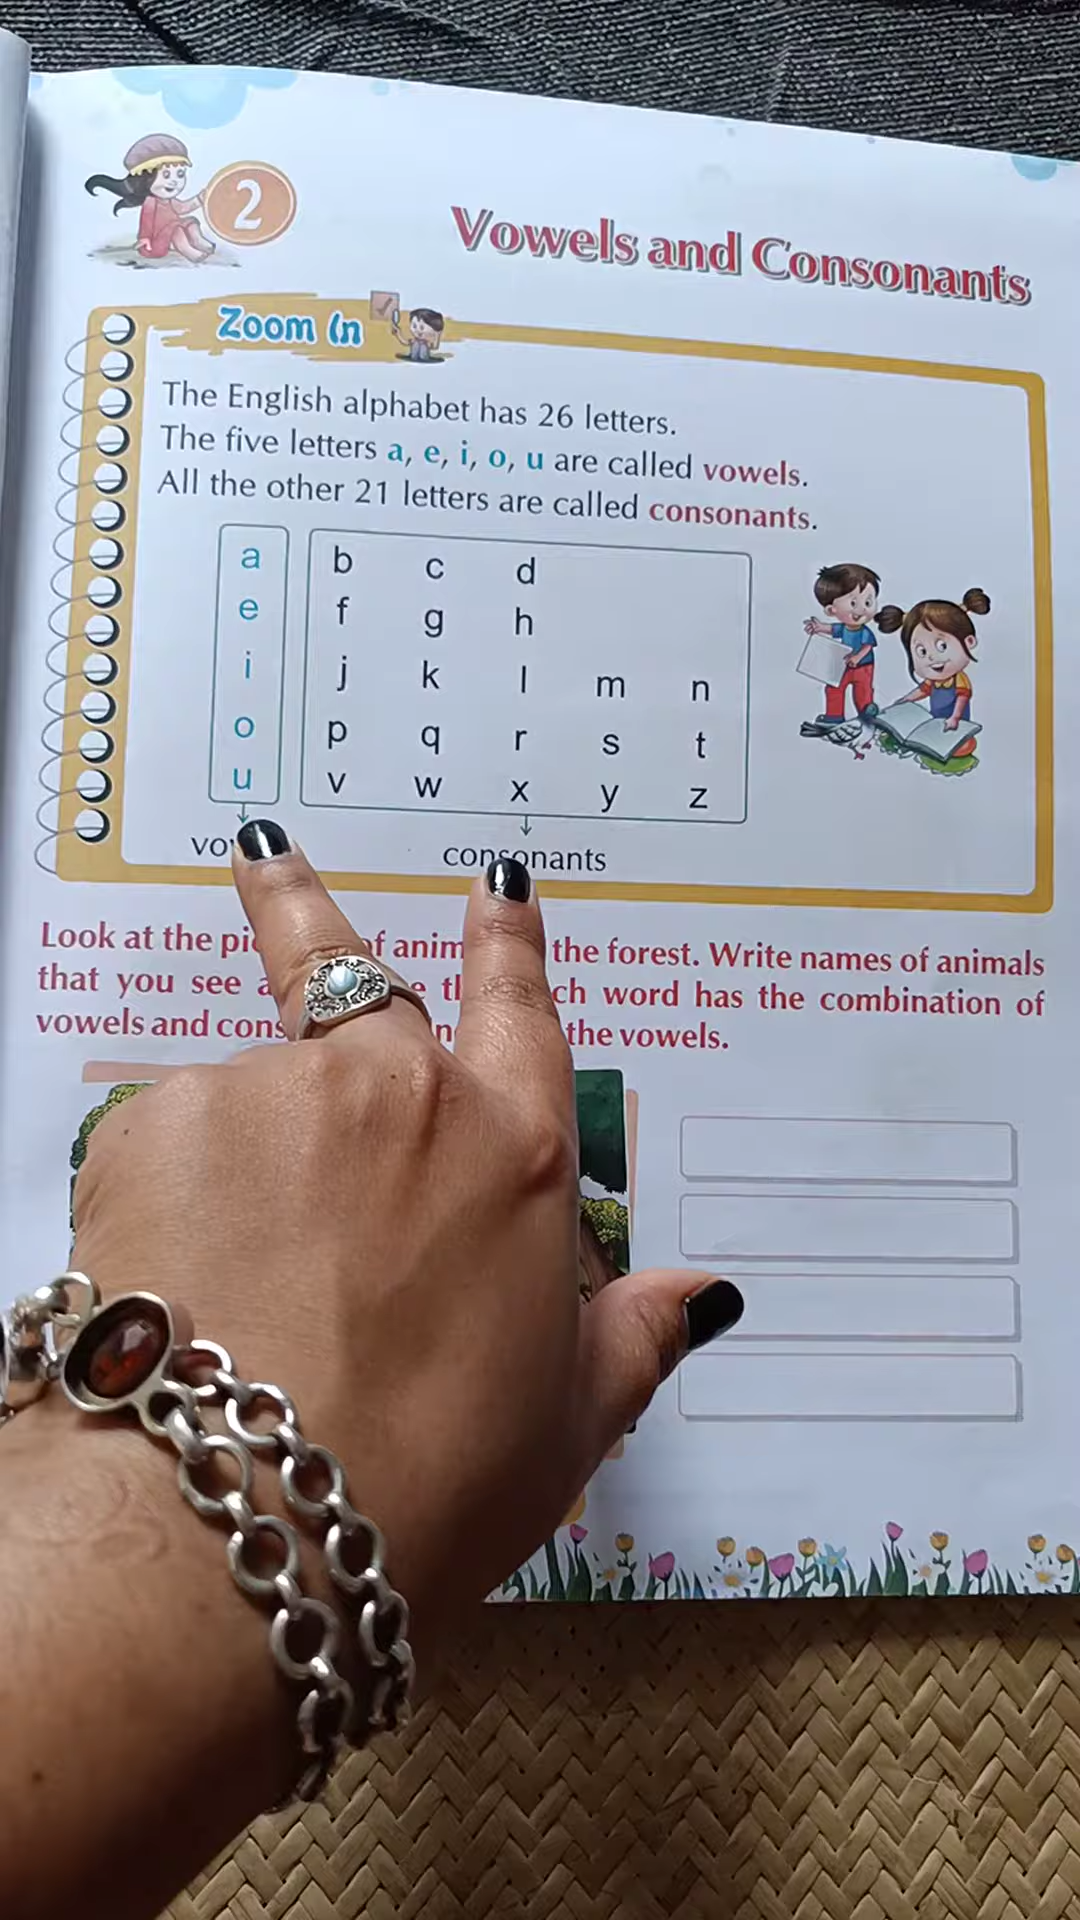 2
Vowels and Consonants
Zoom In
The English alphabet has 26 letters.
The five letters a, e, i, o, u are called vowels.
All the other 21 letters are called consonants.
a b c d
e f g h
i j k l m n
o p q r s t
u v w x y z
consonants
Look at the of the forest. Write names of animals
that you see word has the combination of
vowels and the vowels.